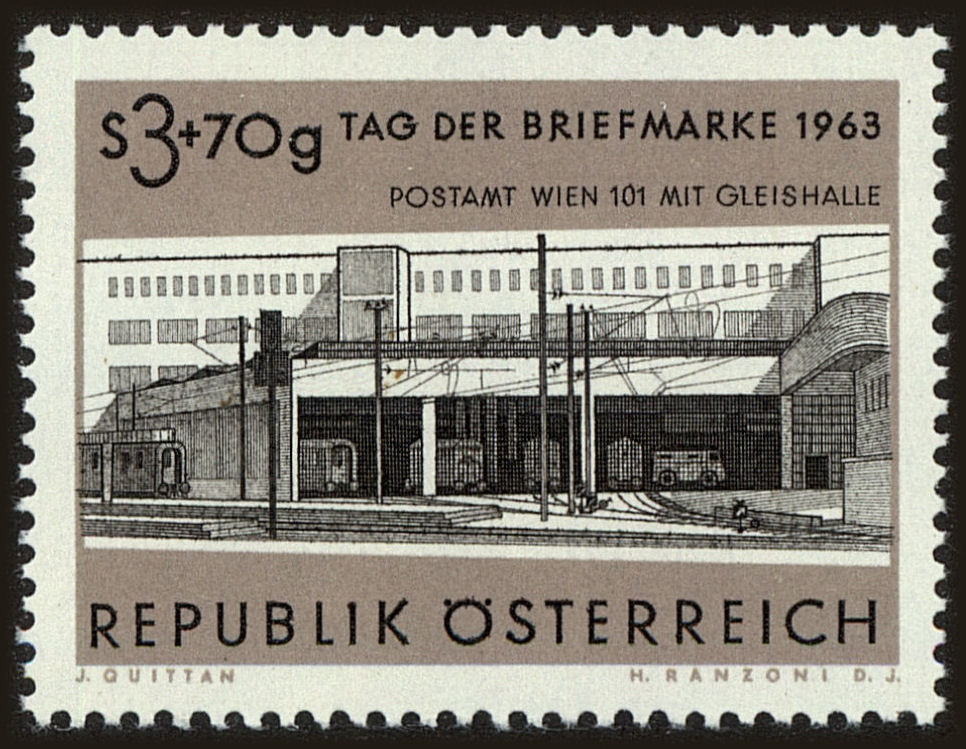 S3+70g TAG DER BRIEFMARKE 1963
POSTAMT WIEN 101 MIT GLEISHALLE
REPUBLIK ÖSTERREICH
J. QUITTAN H. RANZONI D. J.